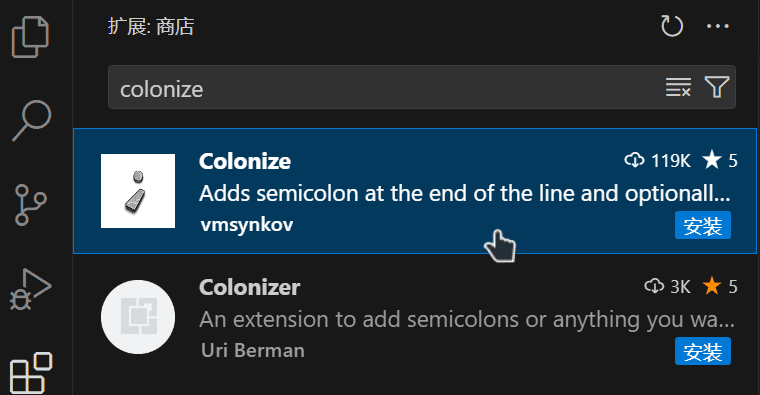 扩展: 商店
colonize
Colonize 119K 5
Adds semicolon at the end of the line and optionall...
vmsynkov 安装
Colonizer 3K 5
An extension to add semicolons or anything you wa...
Uri Berman 安装